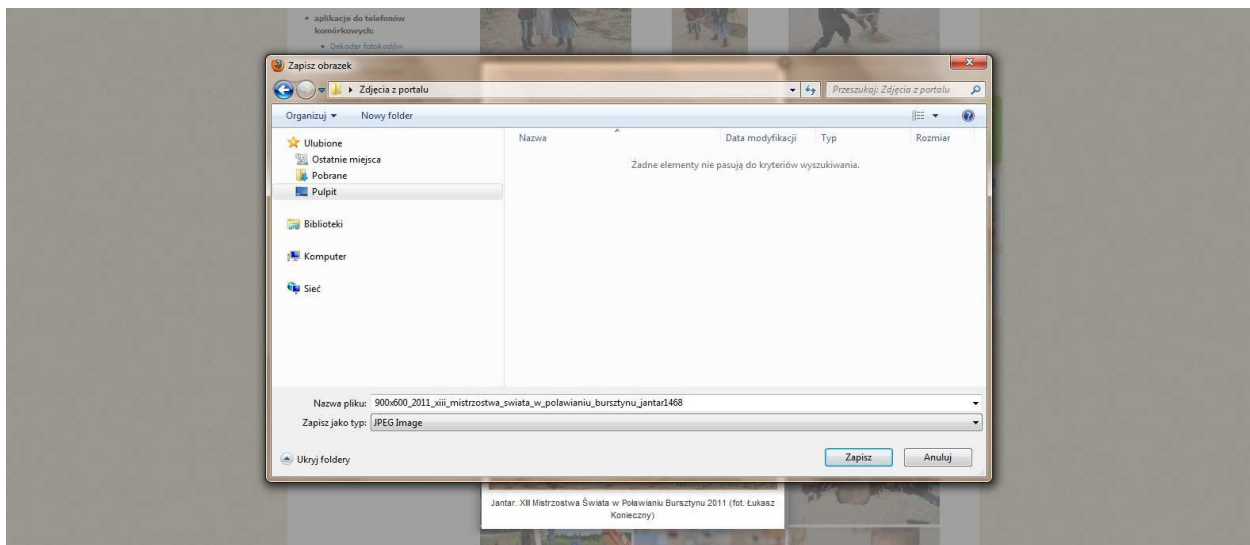 aplikacje do telefonów
komórkowych:
Dekoder fotokodów
Zapisz obrazek
Zdjęcia z portalu
Przeszukaj: Zdjęcia z portalu
Organizuj
Nowy folder
Nazwa
Data modyfikacji
Typ
Rozmiar
Żadne elementy nie pasują do kryteriów wyszukiwania.
Ulubione
Ostatnie miejsca
Pobrane
Pulpit
Biblioteki
Komputer
Sieć
Nazwa pliku: 900x600_2011_xiii_mistrzostwa_swiata_w_polawianiu_bursztynu_jantar1468
Zapisz jako typ: JPEG Image
Ukryj foldery
Zapisz
Anuluj
Jantar: XIII Mistrzostwa Świata w Poławianiu Bursztynu 2011 (fot. Łukasz
Konieczny)